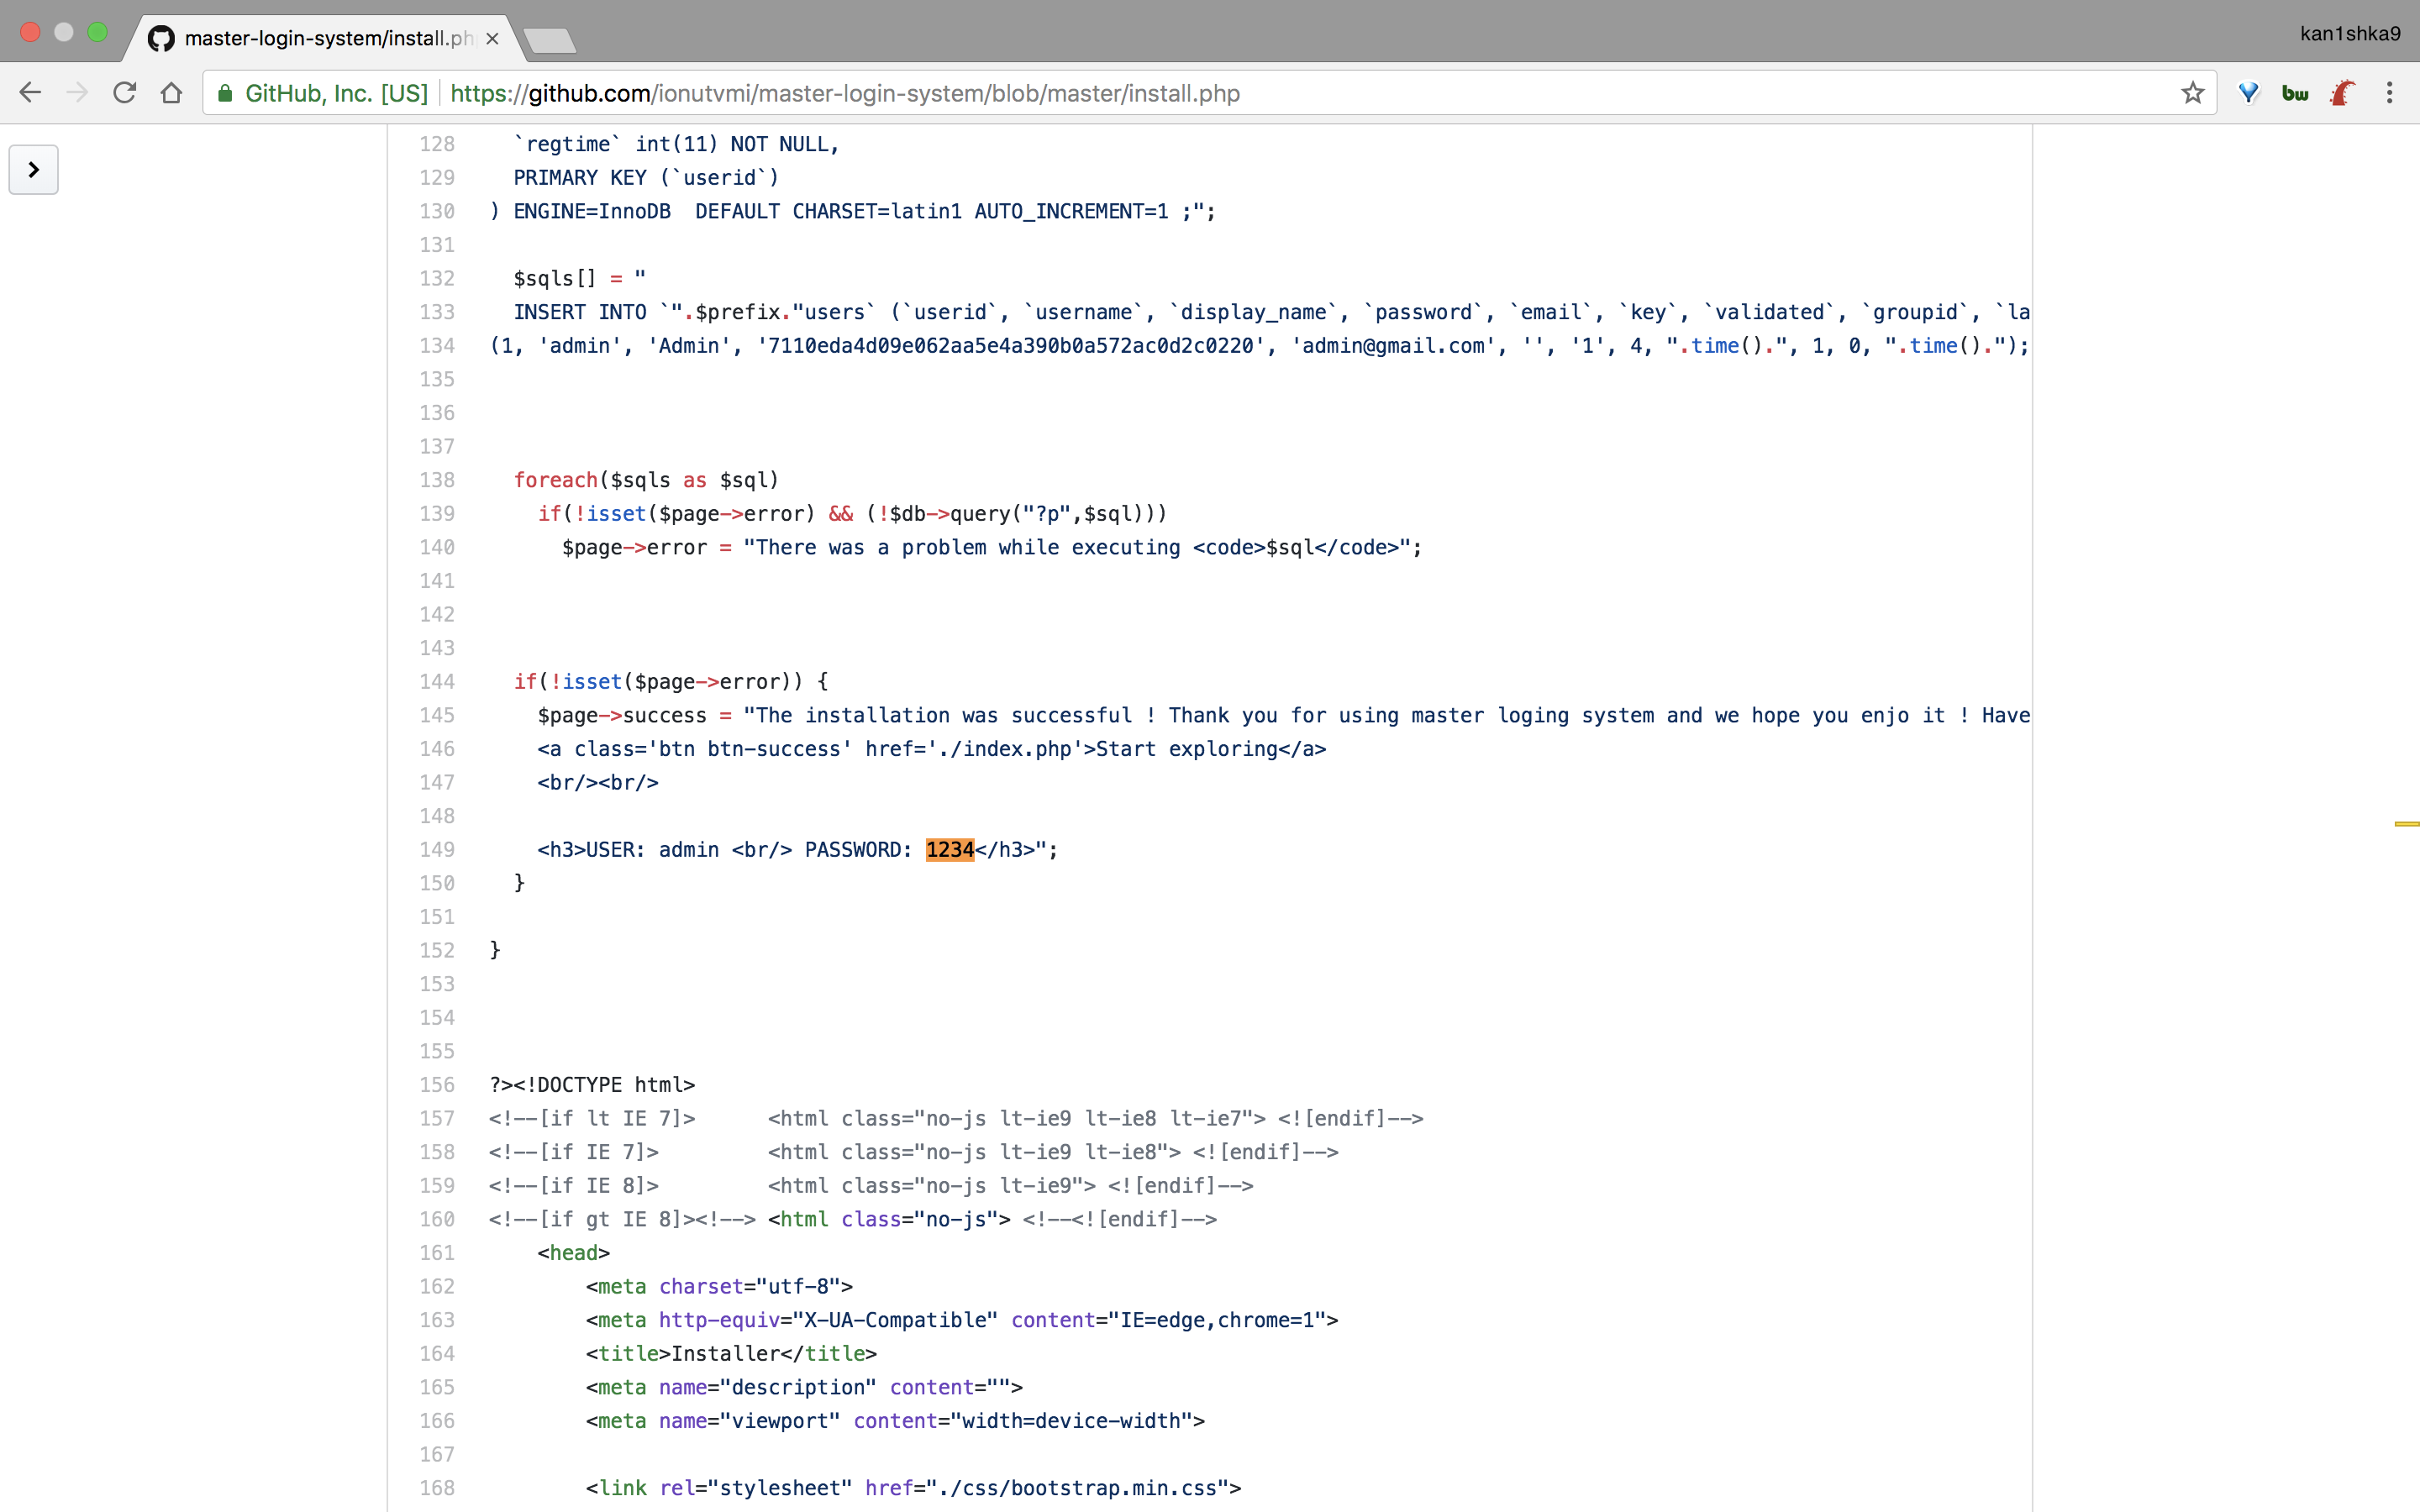 master-login-system/install.ph
kan1shka9
GitHub, Inc. [US] https://github.com/ionutvmi/master-login-system/blob/master/install.php
bw
128 `regtime` int(11) NOT NULL,
129 PRIMARY KEY (`userid`)
130 ) ENGINE=InnoDB  DEFAULT CHARSET=latin1 AUTO_INCREMENT=1 ;";
131
132 $sqls[] = "
133 INSERT INTO `".$prefix."users` (`userid`, `username`, `display_name`, `password`, `email`, `key`, `validated`, `groupid`, `la
134 (1, 'admin', 'Admin', '7110eda4d09e062aa5e4a390b0a572ac0d2c0220', 'admin@gmail.com', '', '1', 4, ".time().", 1, 0, ".time().");
135
136
137
138 foreach($sqls as $sql)
139 if(!isset($page->error) && (!$db->query("?p",$sql)))
140 $page->error = "There was a problem while executing <code>$sql</code>";
141
142
143
144 if(!isset($page->error)) {
145 $page->success = "The installation was successful ! Thank you for using master loging system and we hope you enjo it ! Have
146 <a class='btn btn-success' href='./index.php'>Start exploring</a>
147 <br/><br/>
148
149 <h3>USER: admin <br/> PASSWORD: 1234</h3>";
150 }
151
152 }
153
154
155
156 ?><!DOCTYPE html>
157 <!--[if lt IE 7]>      <html class="no-js lt-ie9 lt-ie8 lt-ie7"> <![endif]-->
158 <!--[if IE 7]>         <html class="no-js lt-ie9 lt-ie8"> <![endif]-->
159 <!--[if IE 8]>         <html class="no-js lt-ie9"> <![endif]-->
160 <!--[if gt IE 8]><!--> <html class="no-js"> <!--<![endif]-->
161 <head>
162 <meta charset="utf-8">
163 <meta http-equiv="X-UA-Compatible" content="IE=edge,chrome=1">
164 <title>Installer</title>
165 <meta name="description" content="">
166 <meta name="viewport" content="width=device-width">
167
168 <link rel="stylesheet" href="./css/bootstrap.min.css">